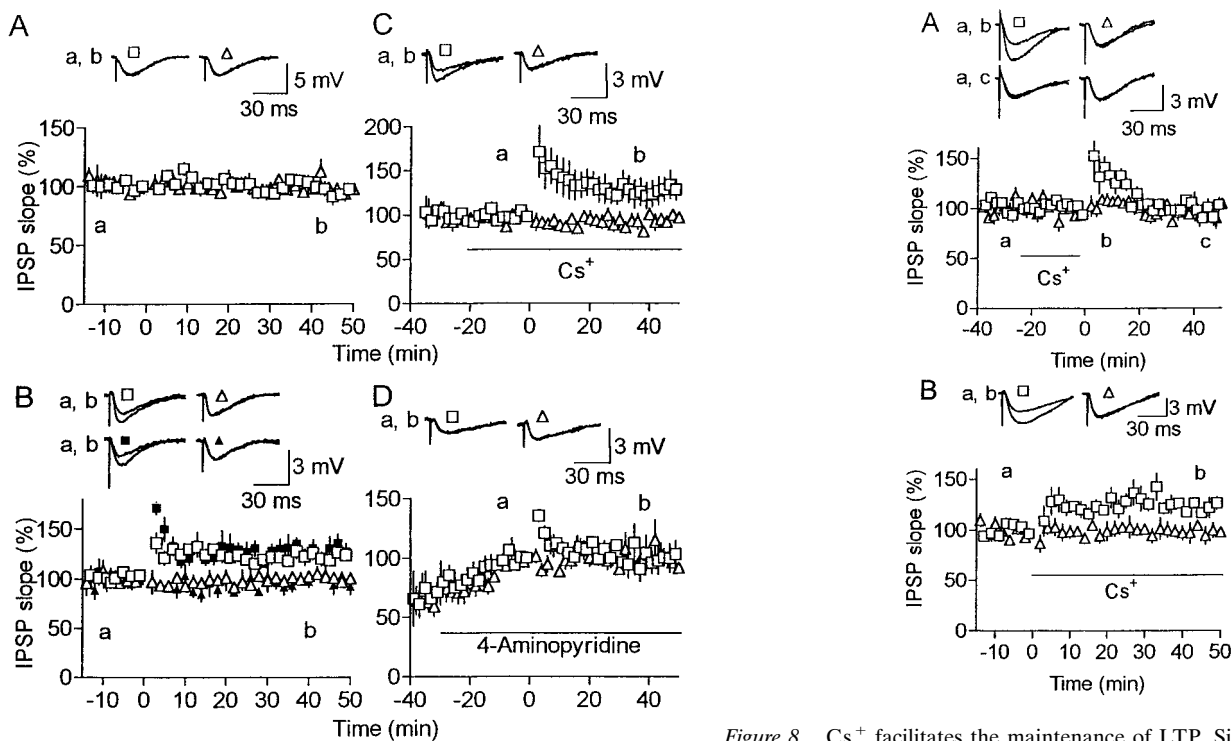 A
a, b
5 mV
30 ms
150
100
50
0
IPSP slope (%)
a
b
-10 0 10 20 30 40 50
Time (min)
C
a, b
3 mV
30 ms
200
150
100
50
0
a
b
Cs+
-40 -20 0 20 40
B
a, b
a, b
3 mV
30 ms
150
100
50
0
IPSP slope (%)
a
b
-10 0 10 20 30 40 50
Time (min)
D
a, b
3 mV
30 ms
150
100
50
0
a
b
4-Aminopyridine
-40 -20 0 20 40
A
a, b
a, c
3 mV
30 ms
150
100
50
0
IPSP slope (%)
a
b
c
Cs+
-40 -20 0 20 40
Time (min)
B
a, b
3 mV
30 ms
150
100
50
0
IPSP slope (%)
a
b
Cs+
-10 0 10 20 30 40 50
Time (min)
Figure 8. Cs+ facilitates the maintenance of LTP. Si